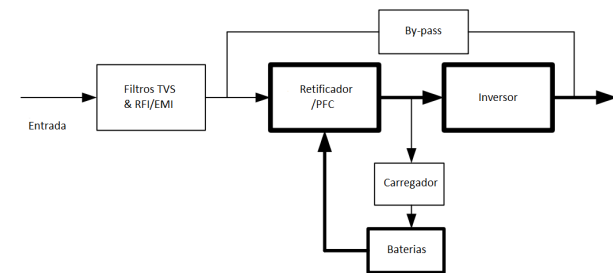 By-pass
Filtros TVS
& RFI/EMI
Retificador
/PFC
Inversor
Entrada
Carregador
Baterias